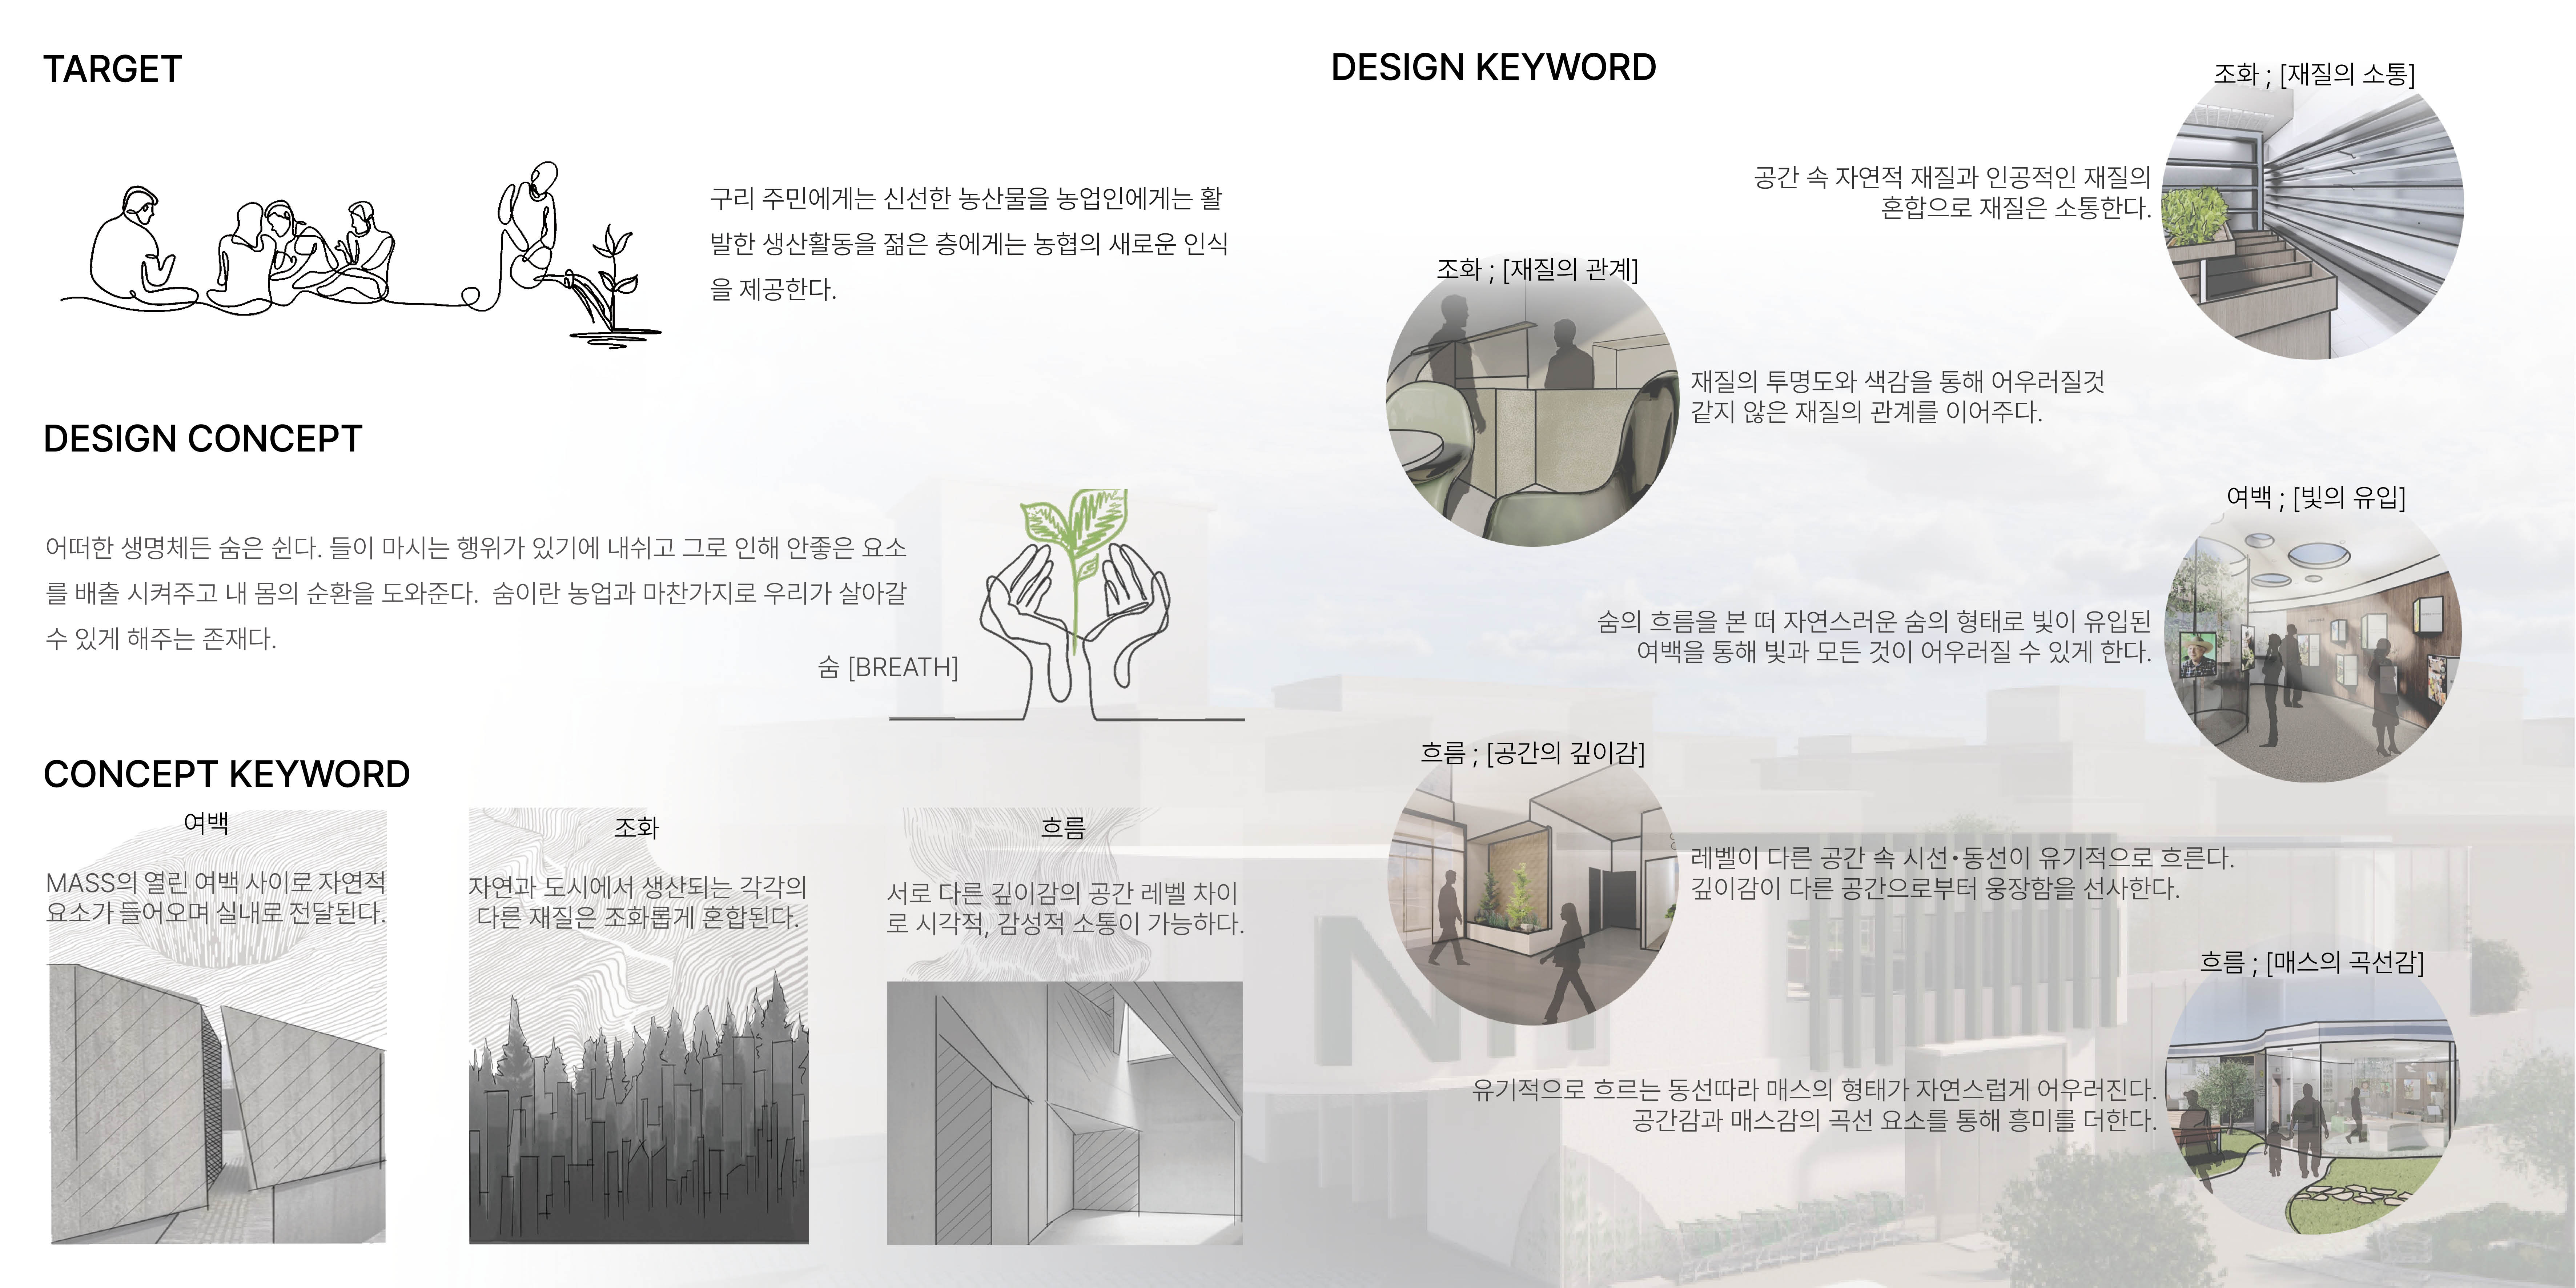 TARGET
구리 주민에게는 신선한 농산물을 농업인에게는 활
발한 생산활동을 젊은 층에게는 농협의 새로운 인식
을 제공한다.
DESIGN CONCEPT
어떠한 생명체든 숨은 쉰다. 들이 마시는 행위가 있기에 내쉬고 그로 인해 안좋은 요소
를 배출 시켜주고 내 몸의 순환을 도와준다. 숨이란 농업과 마찬가지로 우리가 살아갈
수 있게 해주는 존재다.
숨 [BREATH]
CONCEPT KEYWORD
여백
MASS의 열린 여백 사이로 자연적
요소가 들어오며 실내로 전달된다.
조화
자연과 도시에서 생산되는 각각의
다른 재질은 조화롭게 혼합된다.
흐름
서로 다른 깊이감의 공간 레벨 차이
로 시각적, 감성적 소통이 가능하다.
DESIGN KEYWORD
조화 ; [재질의 소통]
공간 속 자연적 재질과 인공적인 재질의
혼합으로 재질은 소통한다.
조화 ; [재질의 관계]
재질의 투명도와 색감을 통해 어우러질것
같지 않은 재질의 관계를 이어주다.
여백 ; [빛의 유입]
숨의 흐름을 본 떠 자연스러운 숨의 형태로 빛이 유입된
여백을 통해 빛과 모든 것이 어우러질 수 있게 한다.
흐름 ; [공간의 깊이감]
레벨이 다른 공간 속 시선•동선이 유기적으로 흐른다.
깊이감이 다른 공간으로부터 웅장함을 선사한다.
흐름 ; [매스의 곡선감]
유기적으로 흐르는 동선따라 매스의 형태가 자연스럽게 어우러진다.
공간감과 매스감의 곡선 요소를 통해 흥미를 더한다.